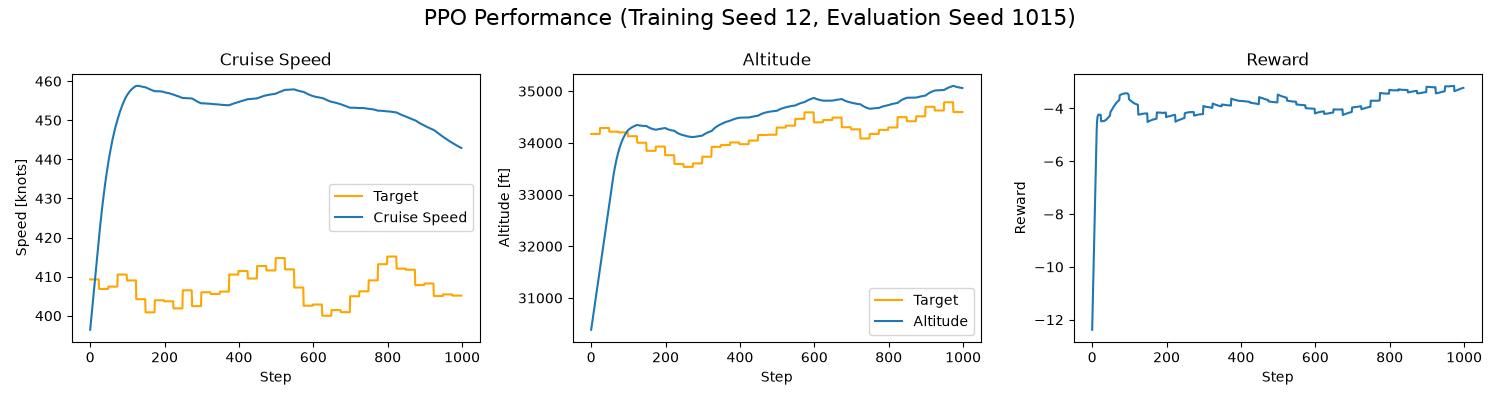 PPO Performance (Training Seed 12, Evaluation Seed 1015)
Cruise Speed
460
450
440
430
420
410
400
Speed [knots]
Target
Cruise Speed
0 200 400 600 800 1000
Step
Altitude
35000
34000
33000
32000
31000
Altitude [ft]
Target
Altitude
0 200 400 600 800 1000
Step
Reward
−4
−6
−8
−10
−12
Reward
0 200 400 600 800 1000
Step